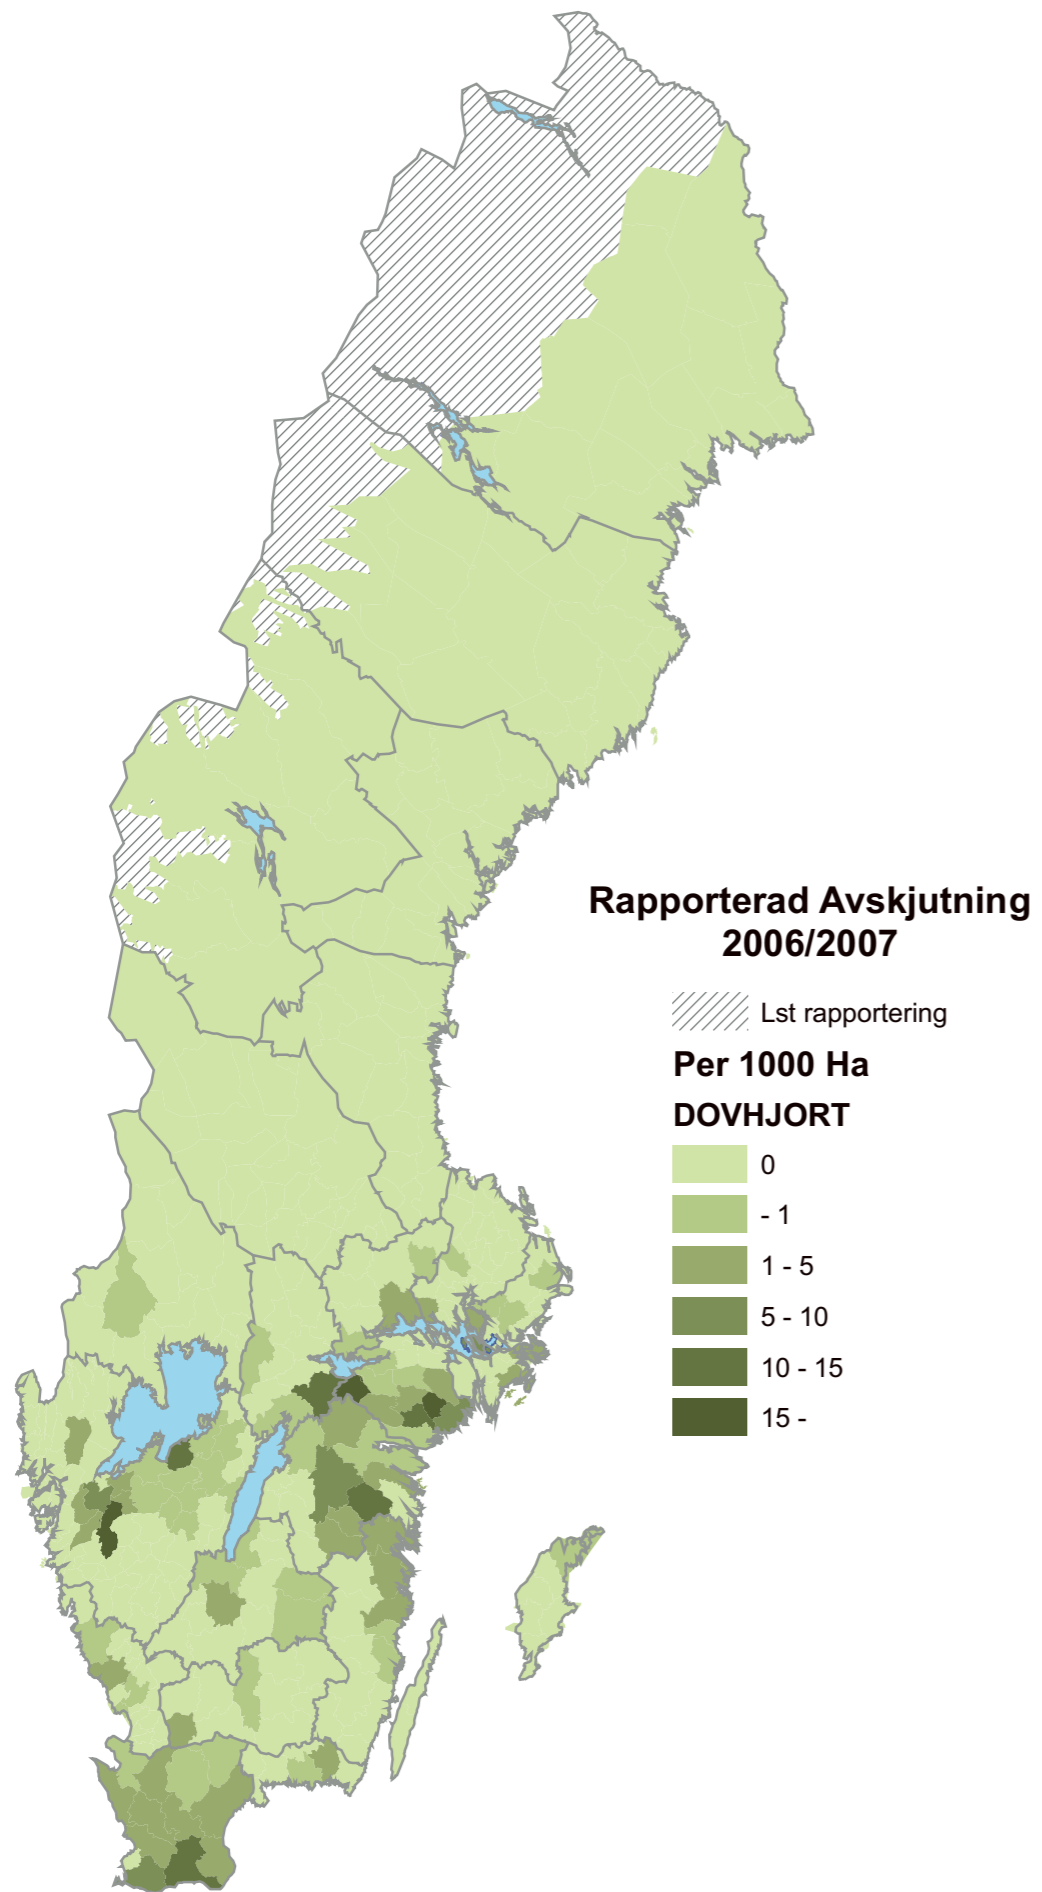 Rapporterad Avskjutning
2006/2007
Lst rapportering
Per 1000 Ha
DOVHJORT
0
- 1
1 - 5
5 - 10
10 - 15
15 -